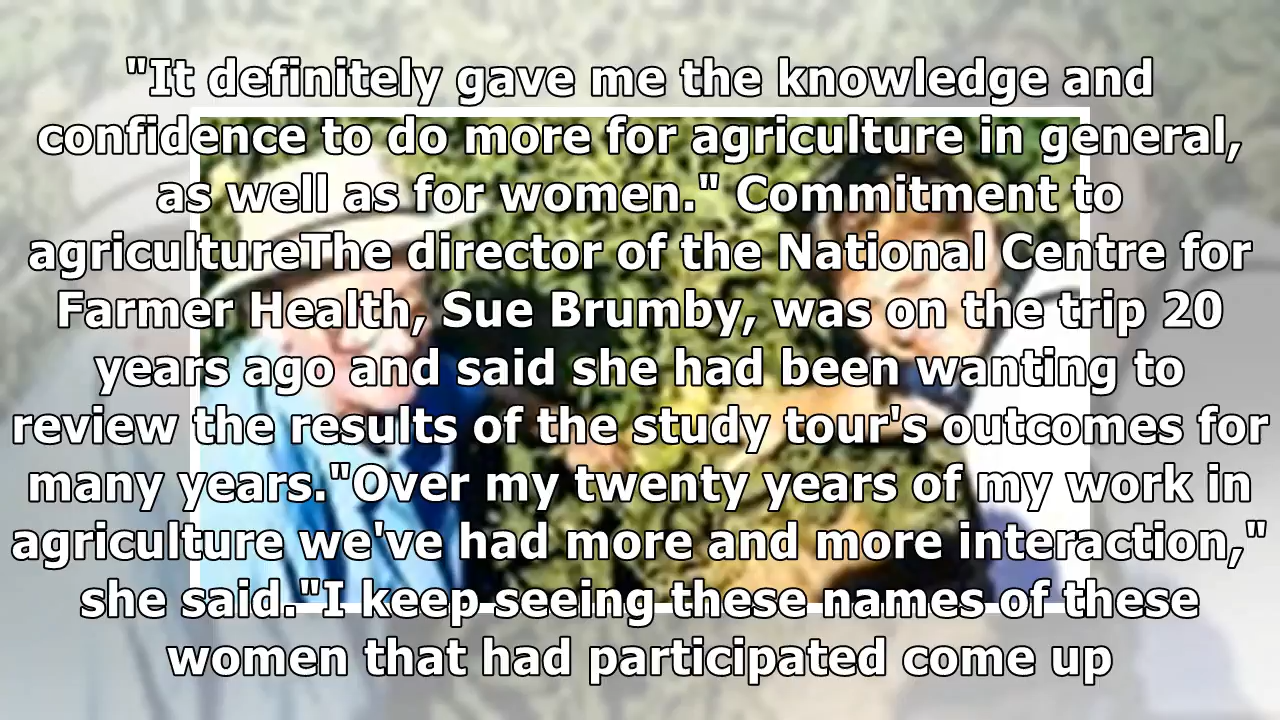 "It definitely gave me the knowledge and
confidence to do more for agriculture in general,
as well as for women." Commitment to
agricultureThe director of the National Centre for
Farmer Health, Sue Brumby, was on the trip 20
years ago and said she had been wanting to
review the results of the study tour's outcomes for
many years."Over my twenty years of my work in
agriculture we've had more and more interaction,"
she said."I keep seeing these names of these
women that had participated come up